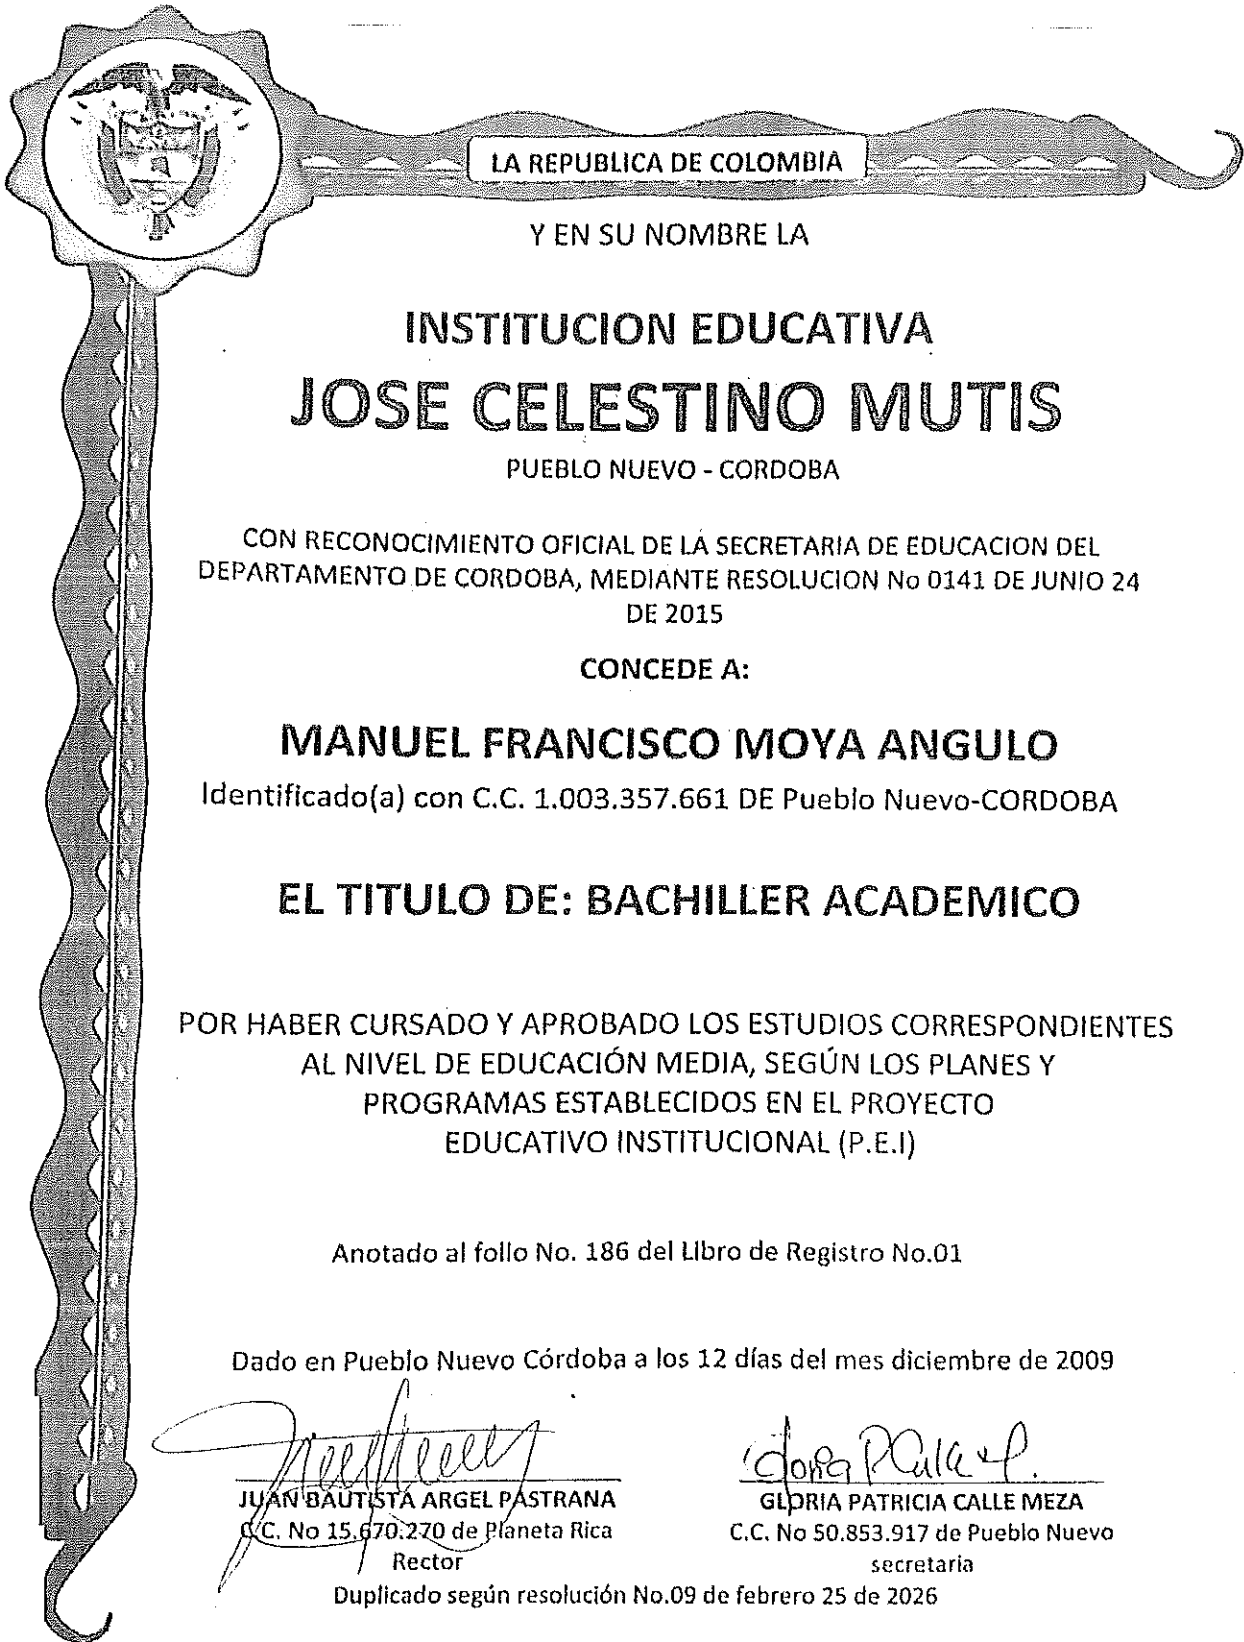 LA REPUBLICA DE COLOMBIA
Y EN SU NOMBRE LA
INSTITUCION EDUCATIVA
JOSE CELESTINO MUTIS
PUEBLO NUEVO - CORDOBA
CON RECONOCIMIENTO OFICIAL DE LA SECRETARIA DE EDUCACION DEL
DEPARTAMENTO DE CORDOBA, MEDIANTE RESOLUCION No 0141 DE JUNIO 24
DE 2015
CONCEDE A:
MANUEL FRANCISCO MOYA ANGULO
Identificado(a) con C.C. 1.003.357.661 DE Pueblo Nuevo-CORDOBA
EL TITULO DE: BACHILLER ACADEMICO
POR HABER CURSADO Y APROBADO LOS ESTUDIOS CORRESPONDIENTES
AL NIVEL DE EDUCACIÓN MEDIA, SEGÚN LOS PLANES Y
PROGRAMAS ESTABLECIDOS EN EL PROYECTO
EDUCATIVO INSTITUCIONAL (P.E.I)
Anotado al folio No. 186 del Libro de Registro No.01
Dado en Pueblo Nuevo Córdoba a los 12 días del mes diciembre de 2009
JUAN BAUTISTA ARGEL PASTRANA
C.C. No 15.670.270 de Planeta Rica
Rector
GLORIA PATRICIA CALLE MEZA
C.C. No 50.853.917 de Pueblo Nuevo
secretaria
Duplicado según resolución No.09 de febrero 25 de 2026